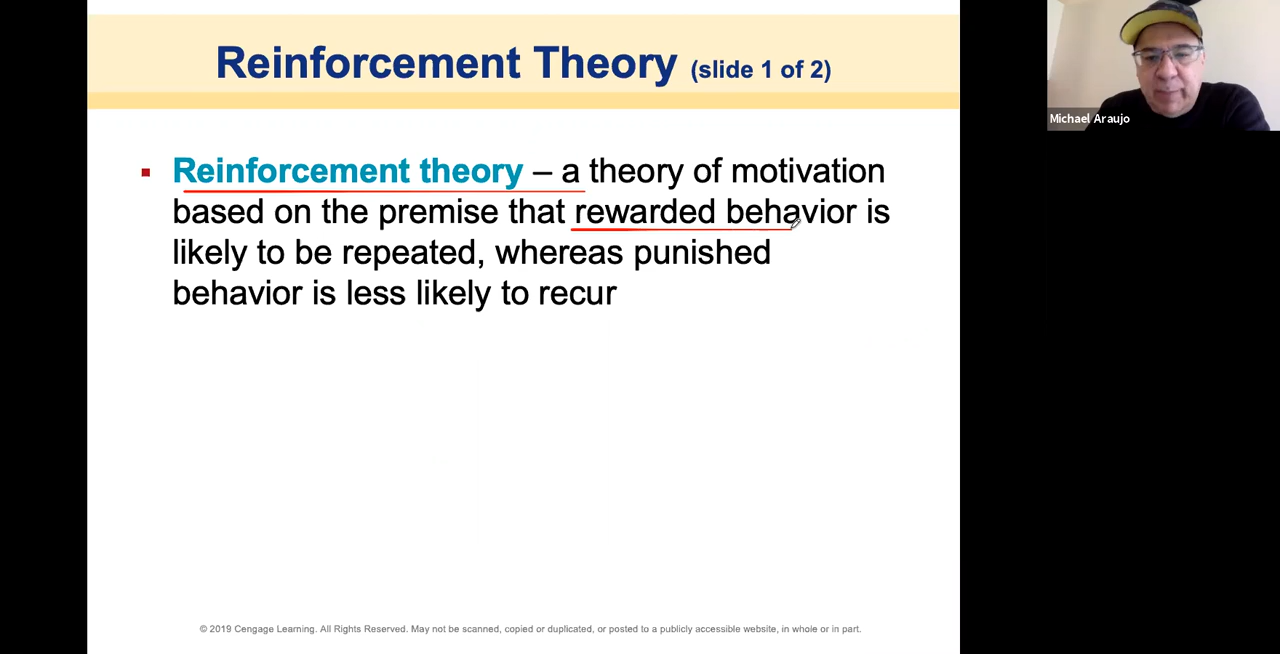 Reinforcement Theory (slide 1 of 2)
Michael Araujo
▪ Reinforcement theory – a theory of motivation
based on the premise that rewarded behavior is
likely to be repeated, whereas punished
behavior is less likely to recur
© 2019 Cengage Learning. All Rights Reserved. May not be scanned, copied or duplicated, or posted to a publicly accessible website, in whole or in part.